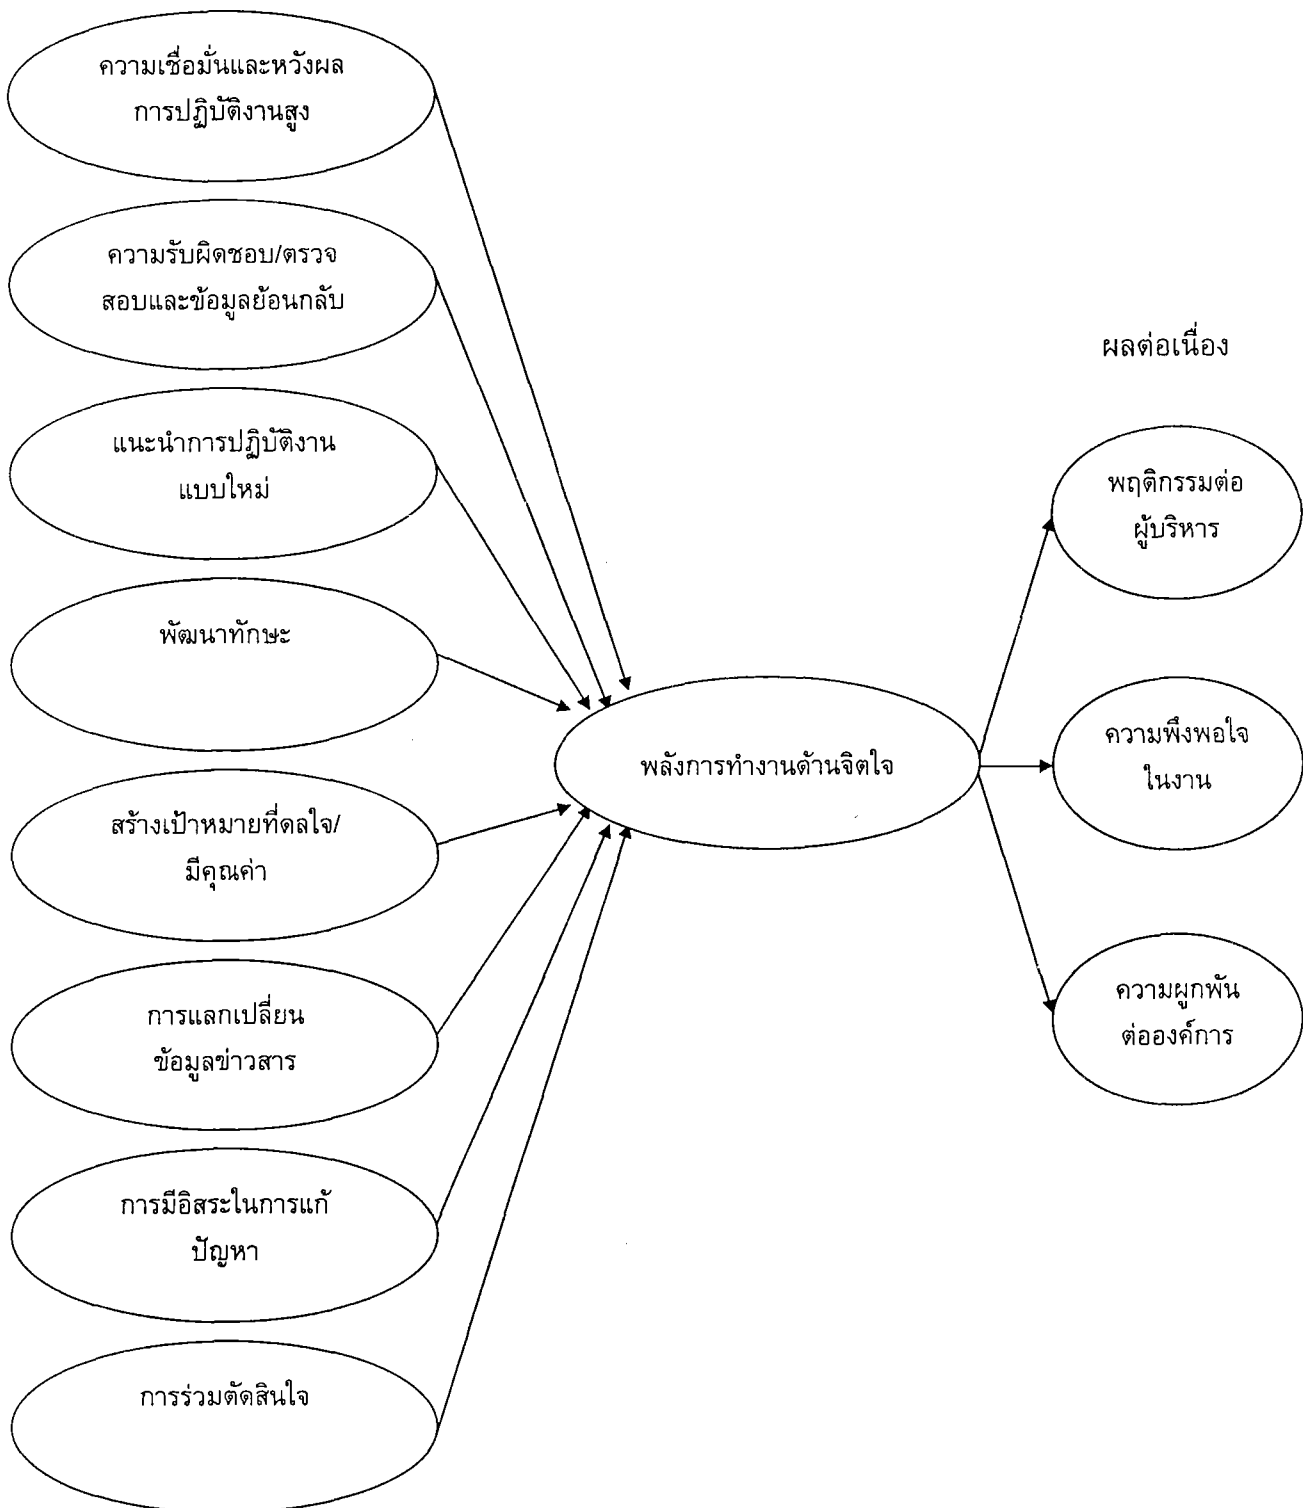 ความเชื่อมั่นและหวังผล
การปฏิบัติงานสูง
ความรับผิดชอบ/ตรวจ
สอบและข้อมูลย้อนกลับ
แนะนำการปฏิบัติงาน
แบบใหม่
พัฒนาทักษะ
สร้างเป้าหมายที่ดลใจ/
มีคุณค่า
การแลกเปลี่ยน
ข้อมูลข่าวสาร
การมีอิสระในการแก้
ปัญหา
การร่วมตัดสินใจ
พลังการทำงานด้านจิตใจ
ผลต่อเนื่อง
พฤติกรรมต่อ
ผู้บริหาร
ความพึงพอใจ
ในงาน
ความผูกพัน
ต่อองค์การ